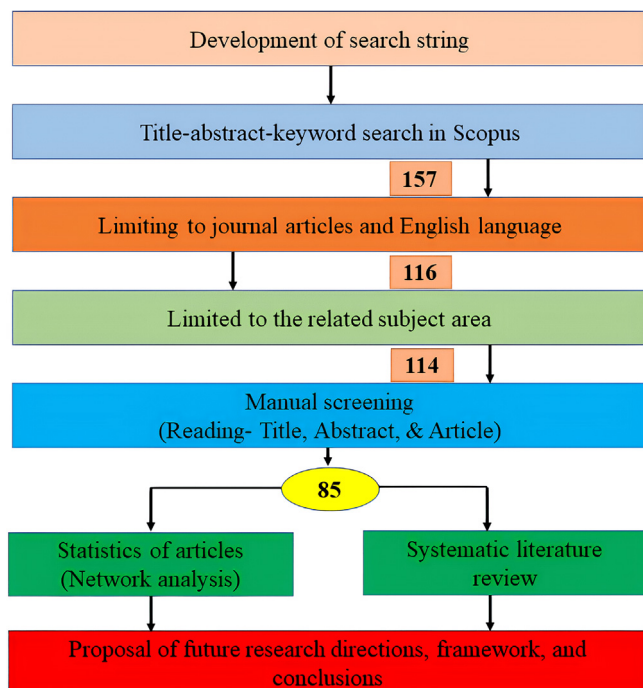 Development of search string
Title-abstract-keyword search in Scopus
157
Limiting to journal articles and English language
116
Limited to the related subject area
114
Manual screening
(Reading- Title, Abstract, & Article)
85
Statistics of articles
(Network analysis)
Systematic literature
review
Proposal of future research directions, framework, and
conclusions